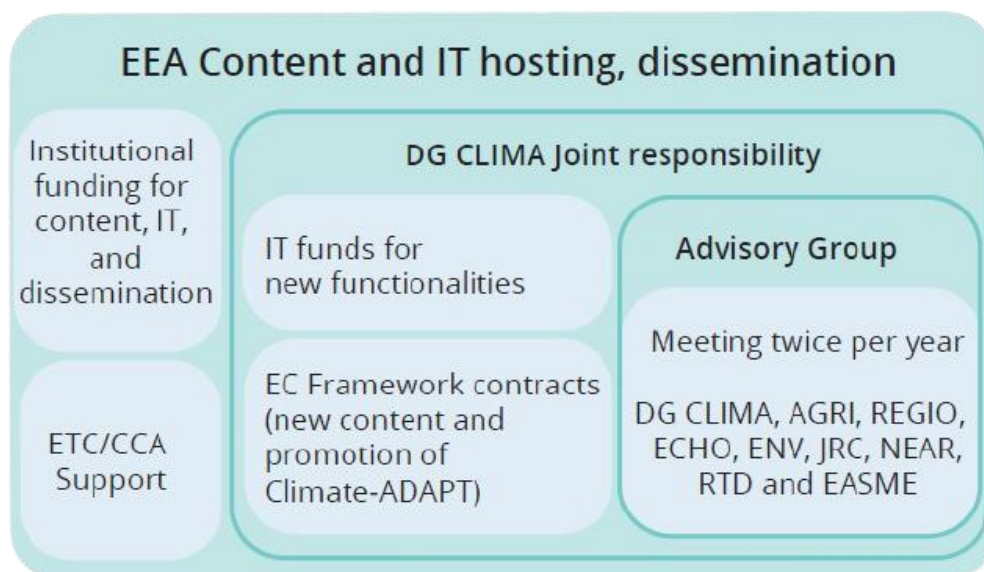 EEA Content and IT hosting, dissemination
Institutional
funding for
content, IT,
and
dissemination
ETC/CCA
Support
DG CLIMA Joint responsibility
IT funds for
new functionalities
EC Framework contracts
(new content and
promotion of
Climate-ADAPT)
Advisory Group
Meeting twice per year
DG CLIMA, AGRI, REGIO,
ECHO, ENV, JRC, NEAR,
RTD and EASME